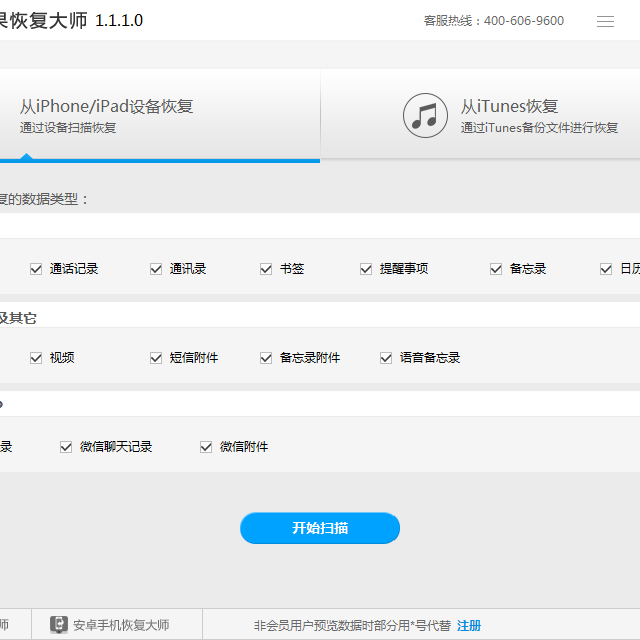 果恢复大师 1.1.1.0
客服热线：400-606-9600
从iPhone/iPad设备恢复
通过设备扫描恢复
从iTunes恢复
通过iTunes备份文件进行恢复
复的数据类型：
通话记录 通讯录 书签 提醒事项 备忘录 日历
及其它
视频 短信附件 备忘录附件 语音备忘录
录 微信聊天记录 微信附件
开始扫描
师 安卓手机恢复大师 非会员用户预览数据时部分用*号代替 注册